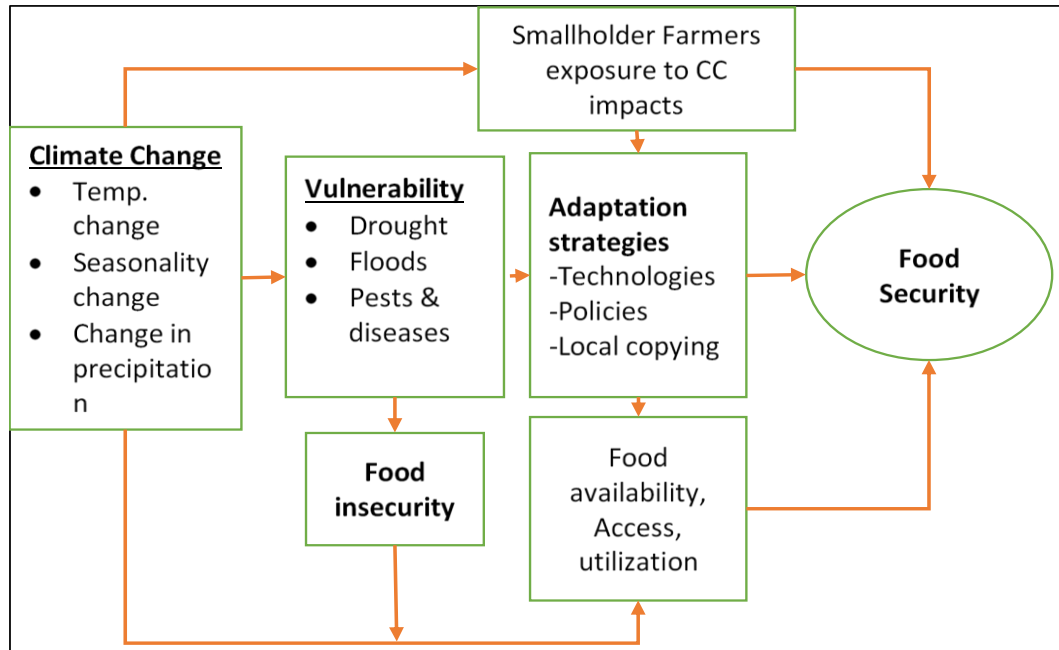 Smallholder Farmers
exposure to CC
impacts
Climate Change
• Temp.
change
• Seasonality
change
• Change in
precipitatio
n
Vulnerability
• Drought
• Floods
• Pests &
diseases
Adaptation
strategies
-Technologies
-Policies
-Local copying
Food
Security
Food
insecurity
Food
availability,
Access,
utilization